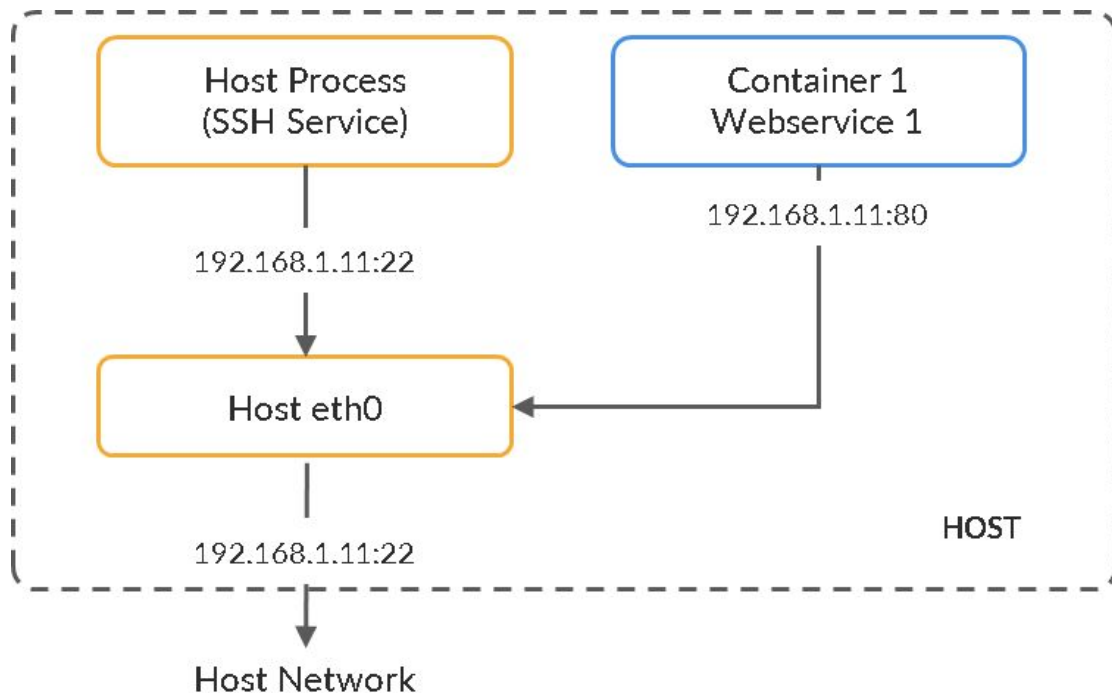 Host Process
(SSH Service)
Container 1
Webservice 1
192.168.1.11:80
192.168.1.11:22
Host eth0
HOST
192.168.1.11:22
Host Network